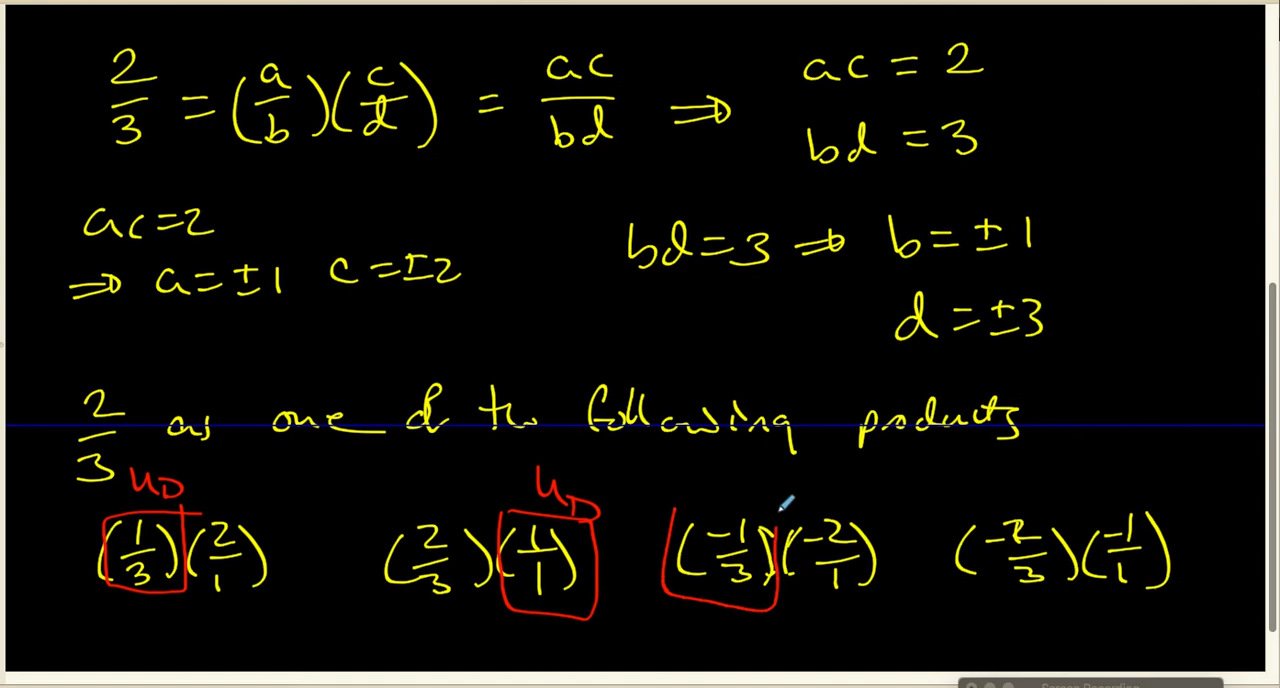 2/3 = (a/b)(c/d) = ac/bd ⇒ ac = 2
bd = 3
ac=2
⇒ a=±1 c=±2
bd=3 ⇒ b=±1
d=±3
2/3 as one of the following products
UD UD
(1/3)(2/1) (2/3)(1/1) (-1/3)(-2/1) (-2/3)(-1/1)